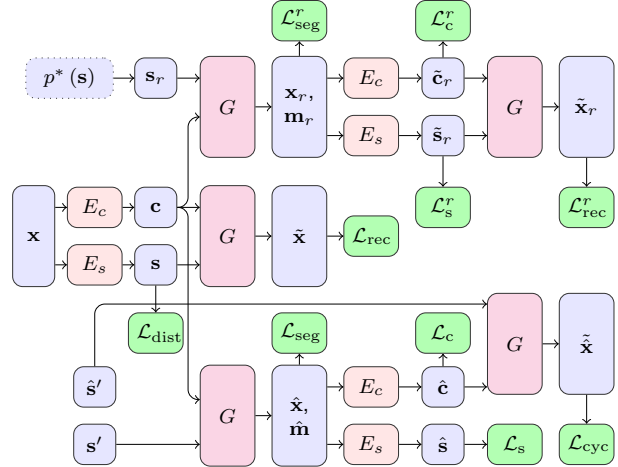 ℒ^r_seg ℒ^r_c
p* (s) s_r G x_r, m_r E_c c̃_r G x̃_r
E_s s̃_r
ℒ^r_s ℒ^r_rec
x E_c c G x̃ ℒ_rec
E_s s
ℒ_dist ℒ_seg ℒ_c G x̃̂
ŝ′ G x̂, m̂ E_c ĉ
s′ E_s ŝ ℒ_s ℒ_cyc